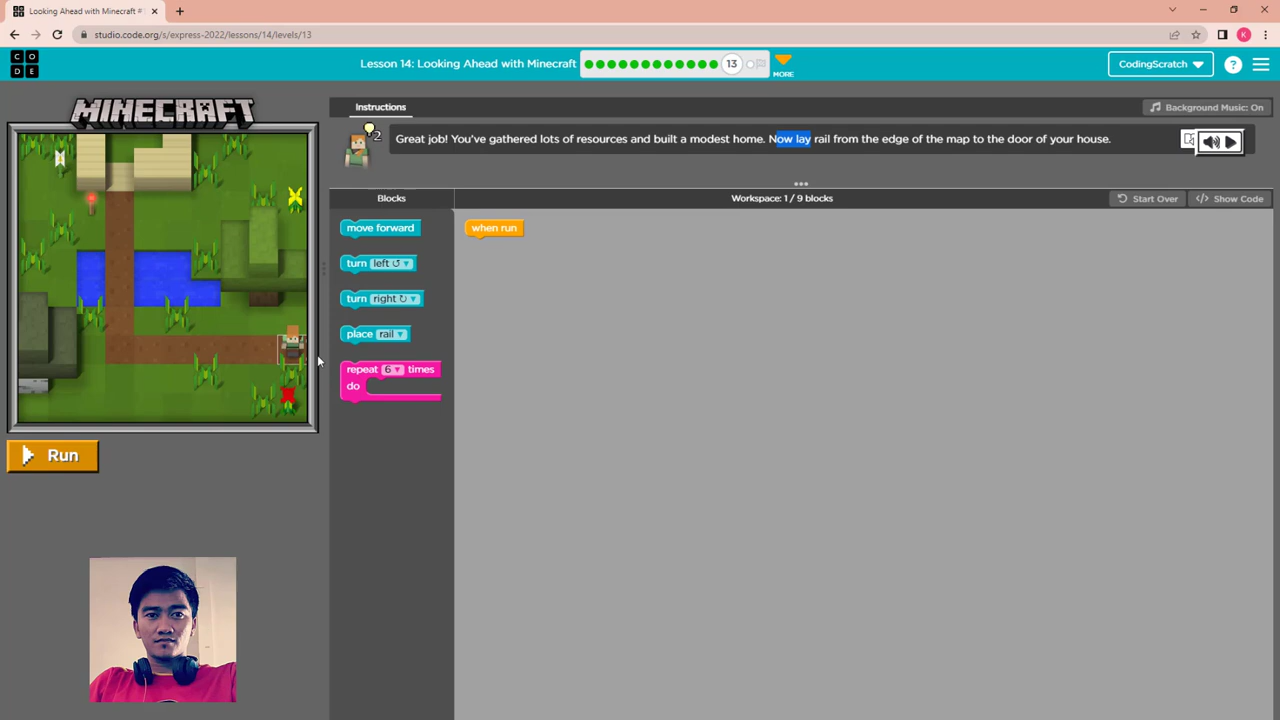 Looking Ahead with Minecraft #
studio.code.org/s/express-2022/lessons/14/levels/13
K
CODE
Lesson 14: Looking Ahead with Minecraft
13
MORE
CodingScratch
?
MINECRAFT
Instructions
Background Music: On
2
Great job! You've gathered lots of resources and built a modest home. Now lay rail from the edge of the map to the door of your house.
Blocks
Workspace: 1 / 9 blocks
Start Over
</> Show Code
move forward
when run
turn left ↺
turn right ↻
place rail
repeat 6 times
do
Run